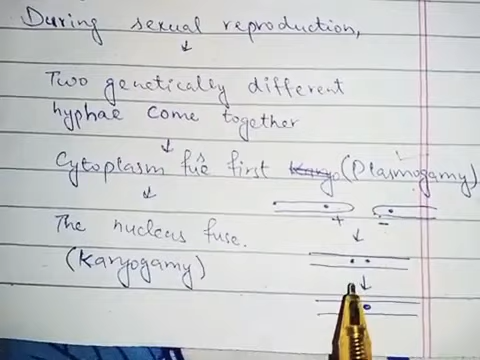 During sexual reproduction,
↓
Two genetically different
hyphae come together
↓
Cytoplasm fuse first (Plasmogamy)
↓
The nucleus fuse.
(Karyogamy)
+ −
↓
↓